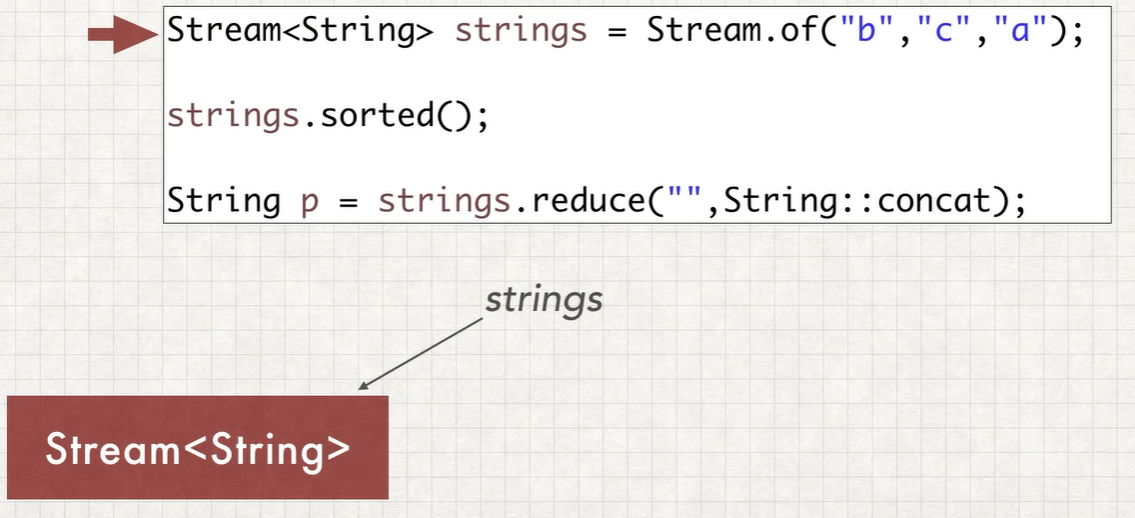 Stream<String> strings = Stream.of("b","c","a");
strings.sorted();
String p = strings.reduce("",String::concat);
strings
Stream<String>